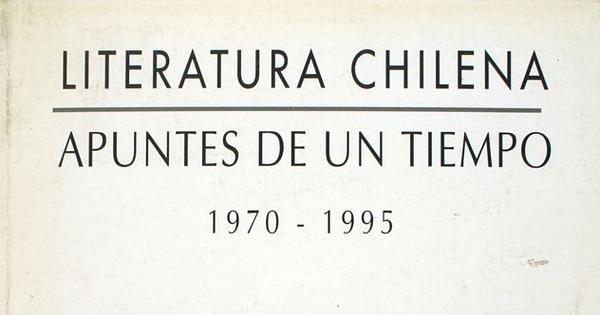 LITERATURA CHILENA
APUNTES DE UN TIEMPO
1970 - 1995